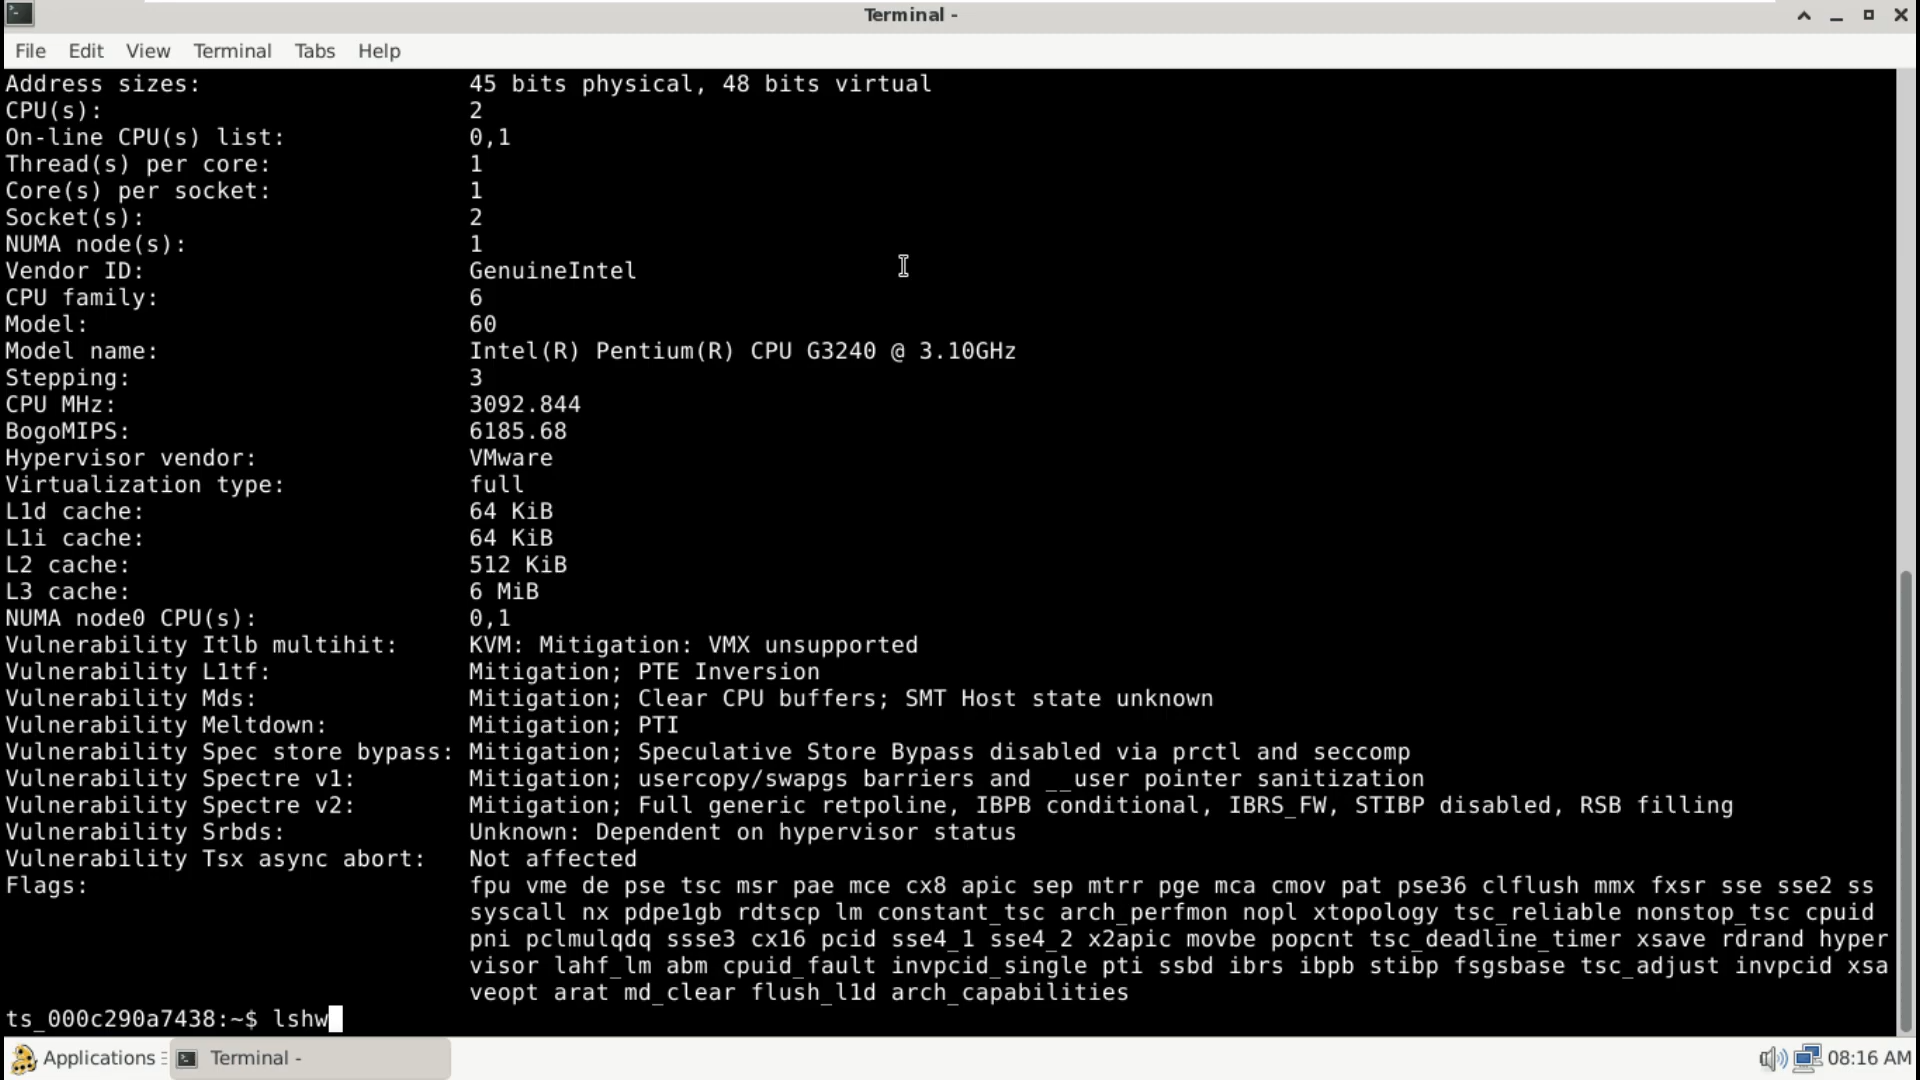 Terminal -
File Edit View Terminal Tabs Help
Address sizes: 45 bits physical, 48 bits virtual
CPU(s): 2
On-line CPU(s) list: 0,1
Thread(s) per core: 1
Core(s) per socket: 1
Socket(s): 2
NUMA node(s): 1
Vendor ID: GenuineIntel
CPU family: 6
Model: 60
Model name: Intel(R) Pentium(R) CPU G3240 @ 3.10GHz
Stepping: 3
CPU MHz: 3092.844
BogoMIPS: 6185.68
Hypervisor vendor: VMware
Virtualization type: full
L1d cache: 64 KiB
L1i cache: 64 KiB
L2 cache: 512 KiB
L3 cache: 6 MiB
NUMA node0 CPU(s): 0,1
Vulnerability Itlb multihit: KVM: Mitigation: VMX unsupported
Vulnerability L1tf: Mitigation; PTE Inversion
Vulnerability Mds: Mitigation; Clear CPU buffers; SMT Host state unknown
Vulnerability Meltdown: Mitigation; PTI
Vulnerability Spec store bypass: Mitigation; Speculative Store Bypass disabled via prctl and seccomp
Vulnerability Spectre v1: Mitigation; usercopy/swapgs barriers and __user pointer sanitization
Vulnerability Spectre v2: Mitigation; Full generic retpoline, IBPB conditional, IBRS_FW, STIBP disabled, RSB filling
Vulnerability Srbds: Unknown: Dependent on hypervisor status
Vulnerability Tsx async abort: Not affected
Flags: fpu vme de pse tsc msr pae mce cx8 apic sep mtrr pge mca cmov pat pse36 clflush mmx fxsr sse sse2 ss
syscall nx pdpe1gb rdtscp lm constant_tsc arch_perfmon nopl xtopology tsc_reliable nonstop_tsc cpuid
pni pclmulqdq ssse3 cx16 pcid sse4_1 sse4_2 x2apic movbe popcnt tsc_deadline_timer xsave rdrand hyper
visor lahf_lm abm cpuid_fault invpcid_single pti ssbd ibrs ibpb stibp fsgsbase tsc_adjust invpcid xsa
veopt arat md_clear flush_l1d arch_capabilities
ts_000c290a7438:~$ lshw
Applications Terminal - 08:16 AM